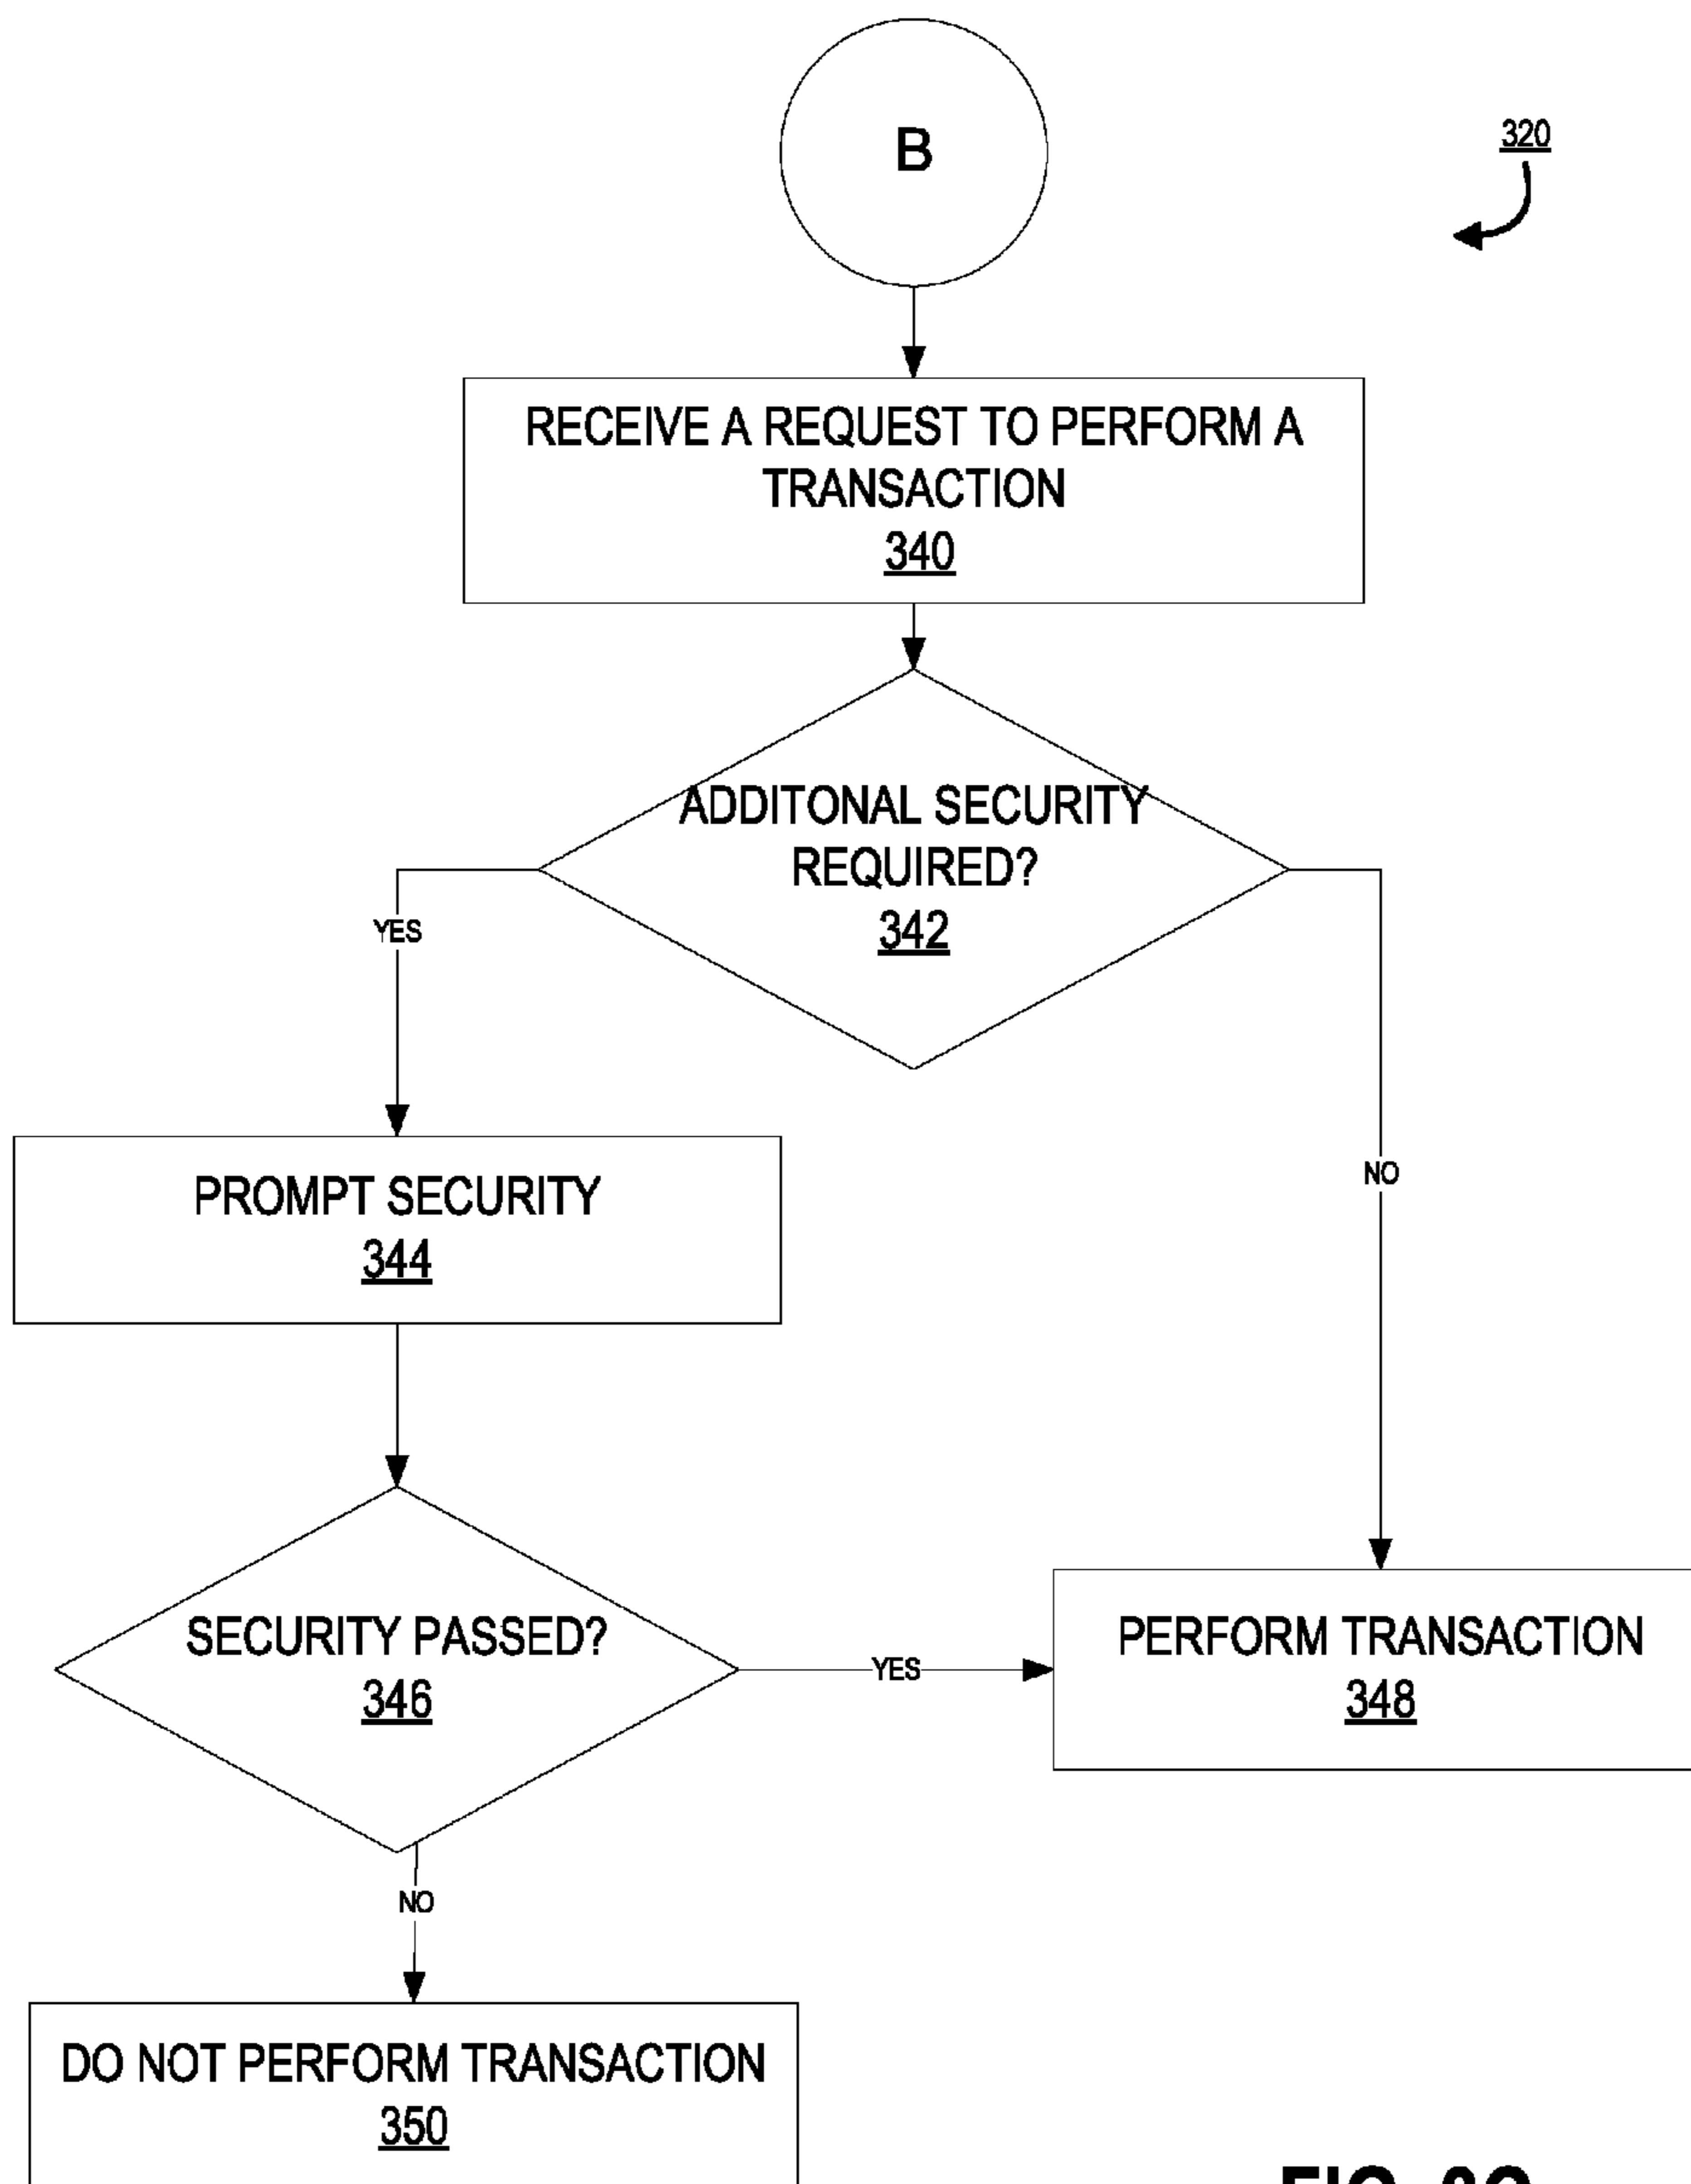 B
320
RECEIVE A REQUEST TO PERFORM A
TRANSACTION
340
ADDITONAL SECURITY
REQUIRED?
342
YES
NO
PROMPT SECURITY
344
SECURITY PASSED?
346
YES
PERFORM TRANSACTION
348
NO
DO NOT PERFORM TRANSACTION
350